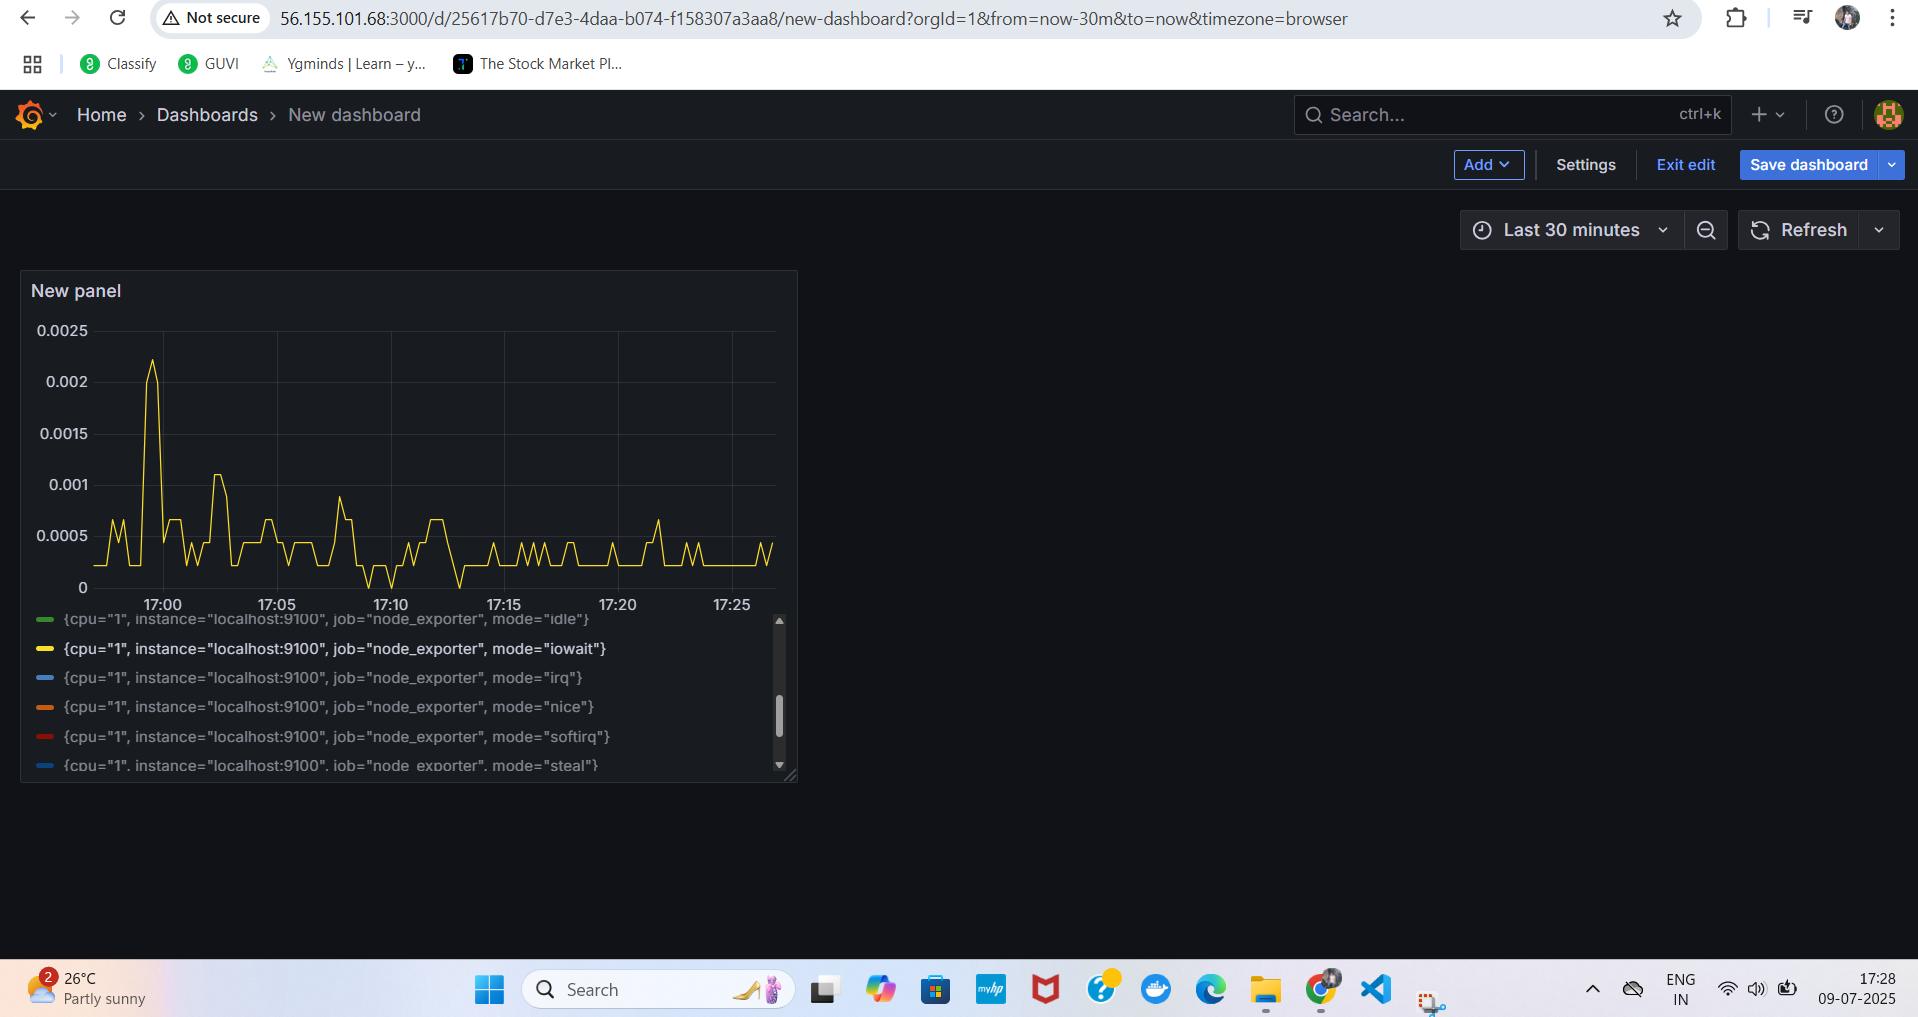 Not secure
56.155.101.68:3000/d/25617b70-d7e3-4daa-b074-f158307a3aa8/new-dashboard?orgId=1&from=now-30m&to=now&timezone=browser
Classify
GUVI
Ygminds | Learn – y...
The Stock Market Pl...
Home › Dashboards › New dashboard
Search...
ctrl+k
Add
Settings
Exit edit
Save dashboard
Last 30 minutes
Refresh
New panel
0.0025
0.002
0.0015
0.001
0.0005
0
17:00 17:05 17:10 17:15 17:20 17:25
{cpu="1", instance="localhost:9100", job="node_exporter", mode="idle"}
{cpu="1", instance="localhost:9100", job="node_exporter", mode="iowait"}
{cpu="1", instance="localhost:9100", job="node_exporter", mode="irq"}
{cpu="1", instance="localhost:9100", job="node_exporter", mode="nice"}
{cpu="1", instance="localhost:9100", job="node_exporter", mode="softirq"}
{cpu="1", instance="localhost:9100", job="node_exporter", mode="steal"}
2
26°C
Partly sunny
Search
myhp
ENG
IN
17:28
09-07-2025